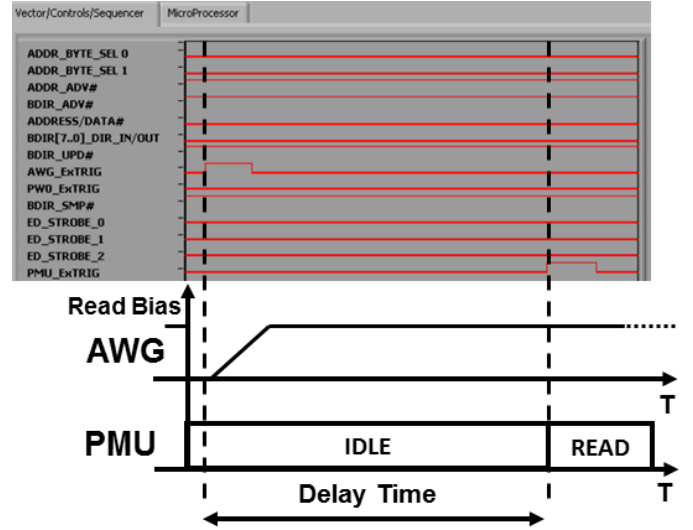 Vector/Controls/Sequencer MicroProcessor
ADDR_BYTE_SEL 0
ADDR_BYTE_SEL 1
ADDR_ADV#
BDIR_ADV#
ADDRESS/DATA#
BDIR[7..0]_DIR_IN/OUT
BDIR_UPD#
AWG_ExTRIG
PW0_ExTRIG
BDIR_SMP#
ED_STROBE_0
ED_STROBE_1
ED_STROBE_2
PMU_ExTRIG
Read Bias
AWG
T
PMU IDLE READ
Delay Time T